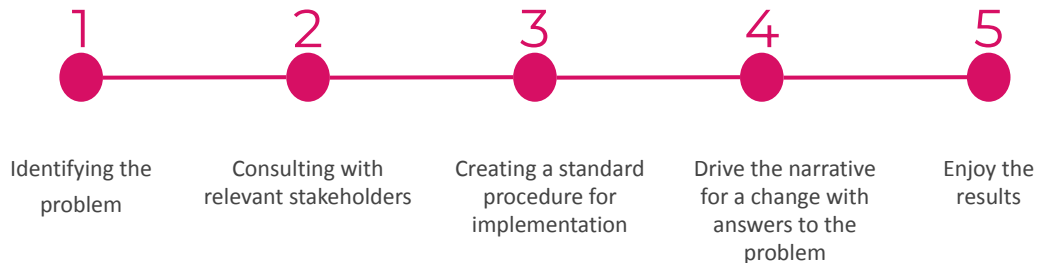 1
2
3
4
5
Identifying the
problem
Consulting with
relevant stakeholders
Creating a standard
procedure for
implementation
Drive the narrative
for a change with
answers to the
problem
Enjoy the
results